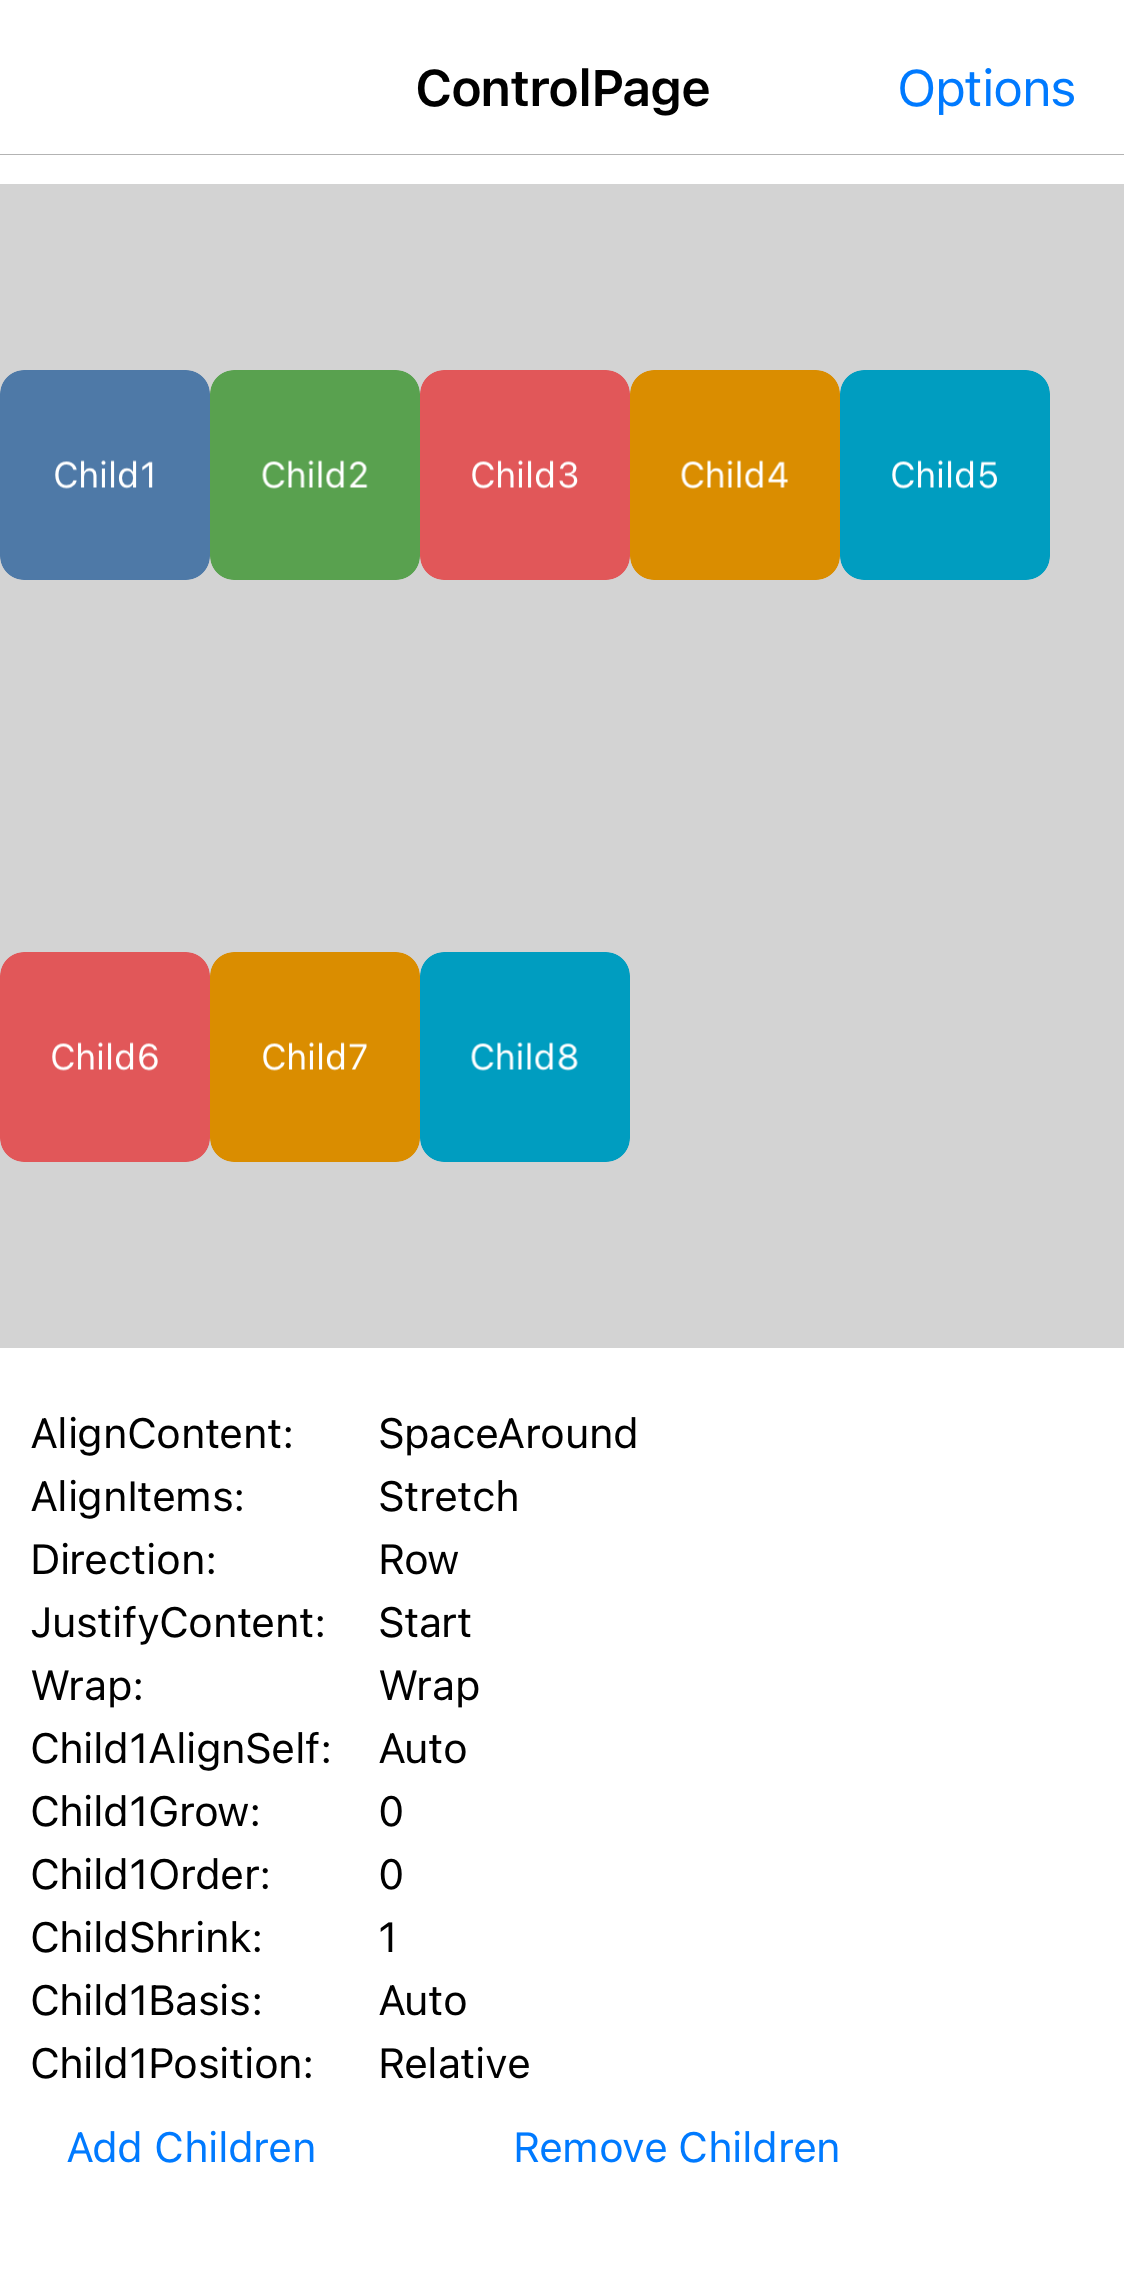 ControlPage Options
Child1 Child2 Child3 Child4 Child5
Child6 Child7 Child8
AlignContent: SpaceAround
AlignItems: Stretch
Direction: Row
JustifyContent: Start
Wrap: Wrap
Child1AlignSelf: Auto
Child1Grow: 0
Child1Order: 0
ChildShrink: 1
Child1Basis: Auto
Child1Position: Relative
Add Children Remove Children